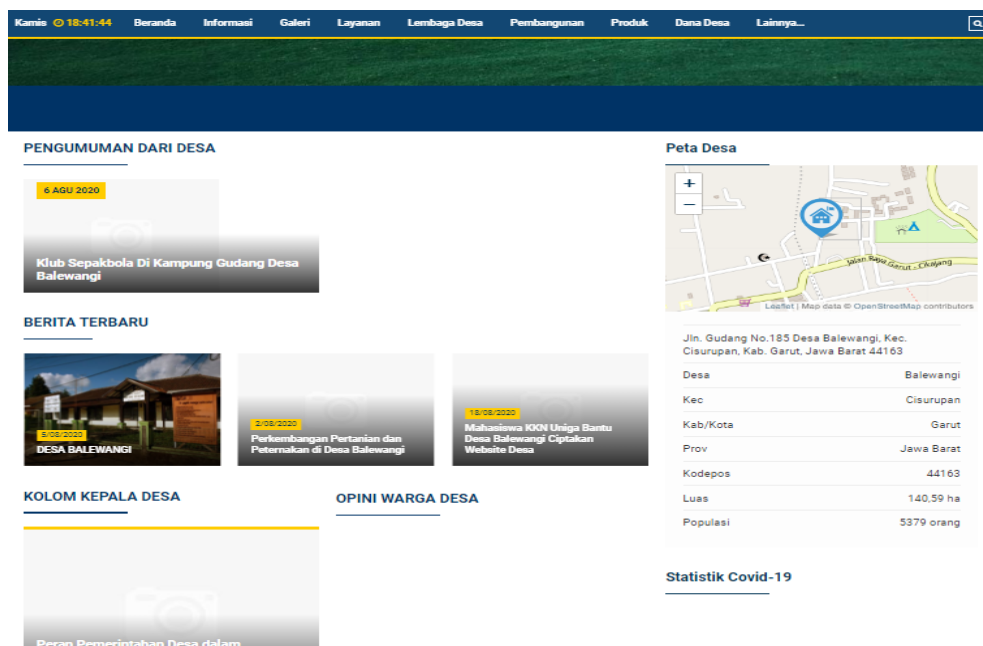 Kamis 18:41:44 Beranda Informasi Galeri Layanan Lembaga Desa Pembangunan Produk Dana Desa Lainnya...
PENGUMUMAN DARI DESA
6 AGU 2020
Klub Sepakbola Di Kampung Gudang Desa
Balewangi
BERITA TERBARU
5/08/2020
DESA BALEWANGI
2/08/2020
Perkembangan Pertanian dan
Peternakan di Desa Balewangi
18/08/2020
Mahasiswa KKN Uniga Bantu
Desa Balewangi Ciptakan
Website Desa
KOLOM KEPALA DESA
Peran Pemerintahan Desa dalam
OPINI WARGA DESA
Peta Desa
+
−
Jalan Raya Garut - Cikajang
Leaflet | Map data © OpenStreetMap contributors
Jln. Gudang No.185 Desa Balewangi, Kec.
Cisurupan, Kab. Garut, Jawa Barat 44163
Desa Balewangi
Kec Cisurupan
Kab/Kota Garut
Prov Jawa Barat
Kodepos 44163
Luas 140,59 ha
Populasi 5379 orang
Statistik Covid-19